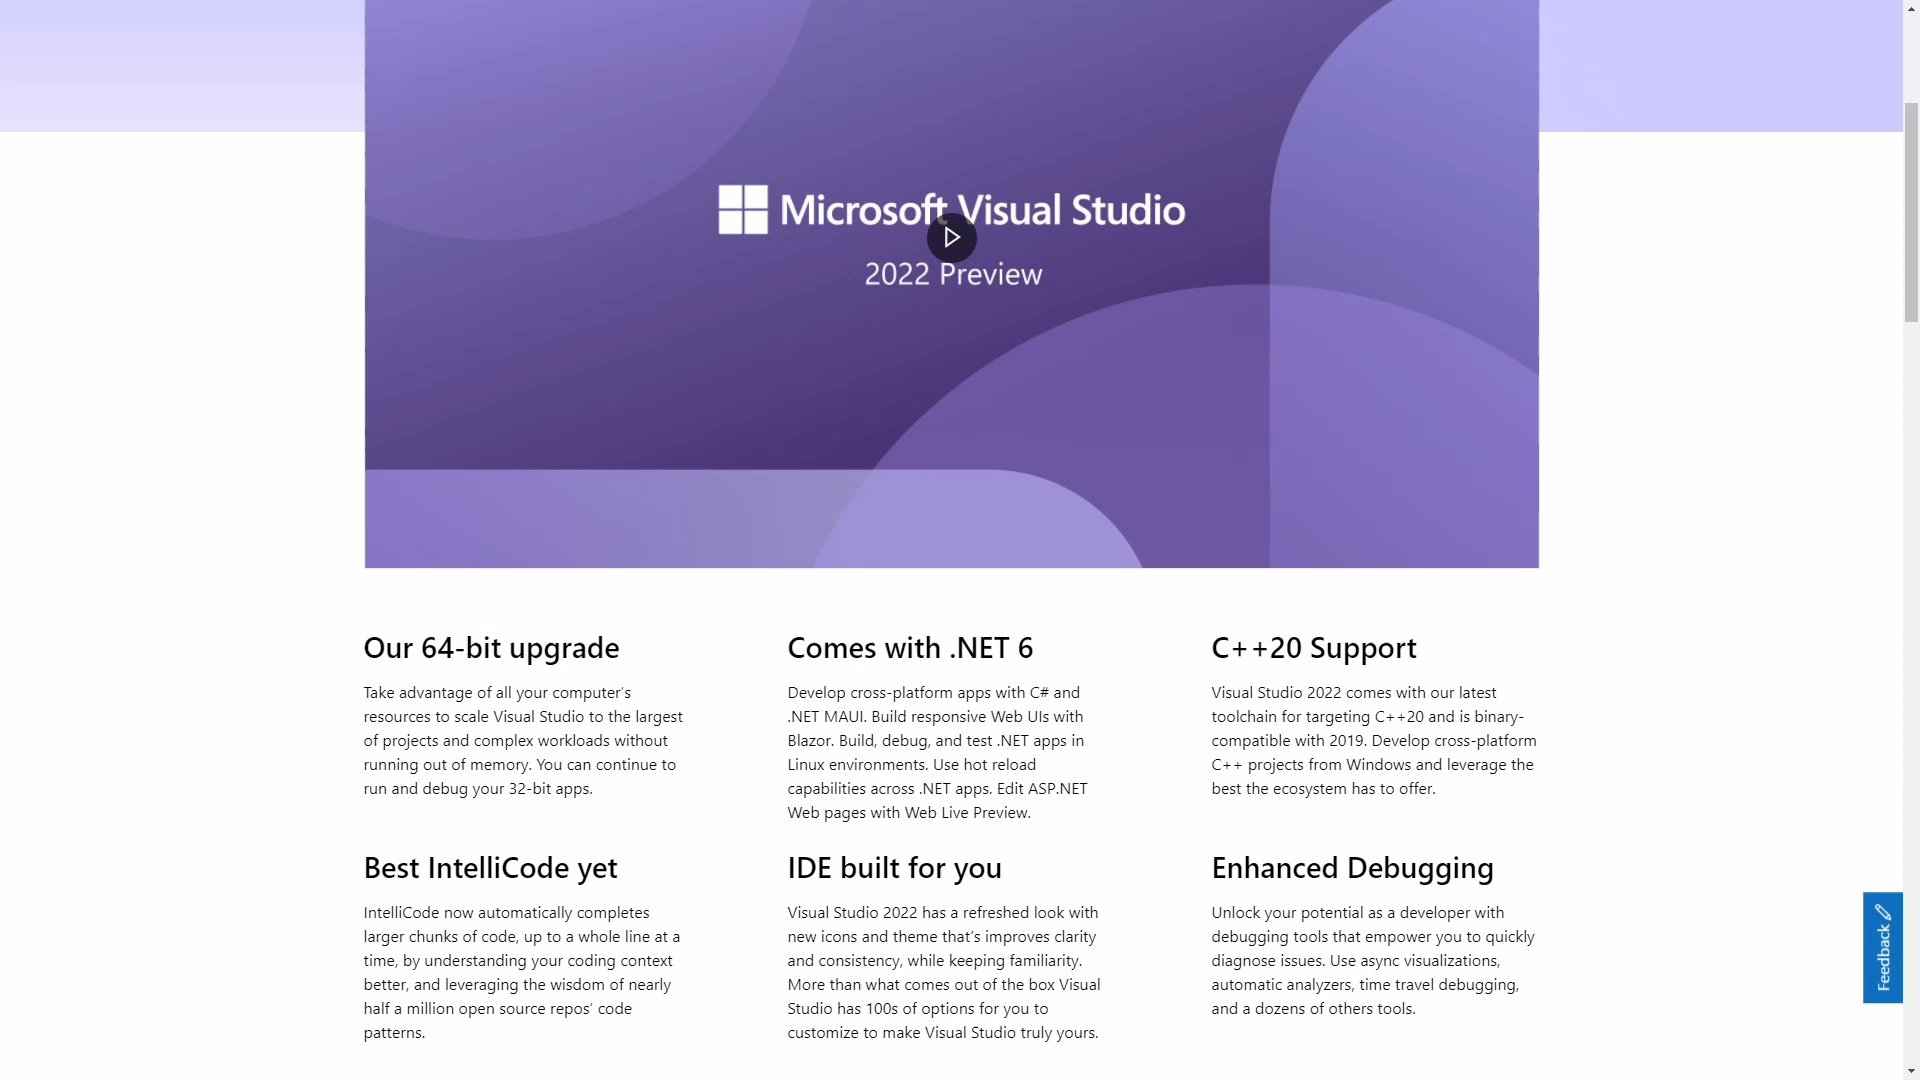 Microsoft Visual Studio
2022 Preview
Our 64-bit upgrade
Take advantage of all your computer's
resources to scale Visual Studio to the largest
of projects and complex workloads without
running out of memory. You can continue to
run and debug your 32-bit apps.
Comes with .NET 6
Develop cross-platform apps with C# and
.NET MAUI. Build responsive Web UIs with
Blazor. Build, debug, and test .NET apps in
Linux environments. Use hot reload
capabilities across .NET apps. Edit ASP.NET
Web pages with Web Live Preview.
C++20 Support
Visual Studio 2022 comes with our latest
toolchain for targeting C++20 and is binary-
compatible with 2019. Develop cross-platform
C++ projects from Windows and leverage the
best the ecosystem has to offer.
Best IntelliCode yet
IntelliCode now automatically completes
larger chunks of code, up to a whole line at a
time, by understanding your coding context
better, and leveraging the wisdom of nearly
half a million open source repos' code
patterns.
IDE built for you
Visual Studio 2022 has a refreshed look with
new icons and theme that's improves clarity
and consistency, while keeping familiarity.
More than what comes out of the box Visual
Studio has 100s of options for you to
customize to make Visual Studio truly yours.
Enhanced Debugging
Unlock your potential as a developer with
debugging tools that empower you to quickly
diagnose issues. Use async visualizations,
automatic analyzers, time travel debugging,
and a dozens of others tools.
Feedback